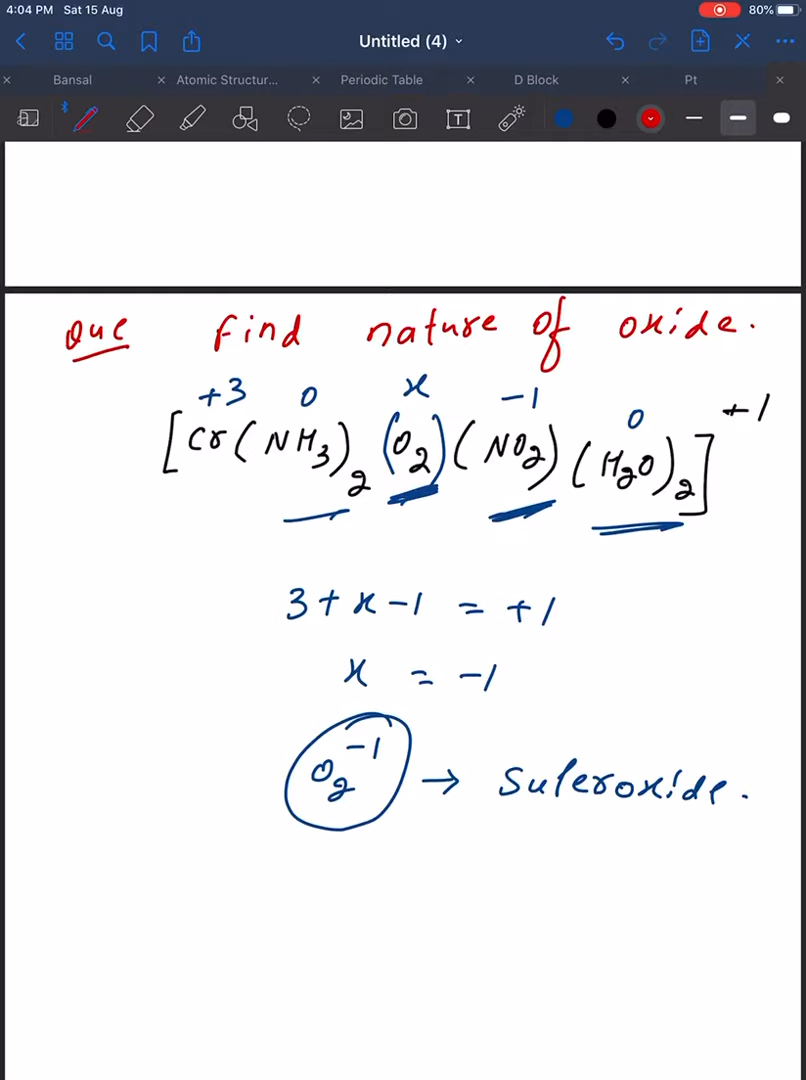 4:04 PM Sat 15 Aug 80%
Untitled (4)
Bansal Atomic Structur... Periodic Table D Block Pt
Que Find nature of oxide.
+3 0 x -1 0
[Cr(NH3)2(O2)(NO2)(H2O)2]+1
3+x-1 = +1
x = -1
O2-1 → Superoxide.